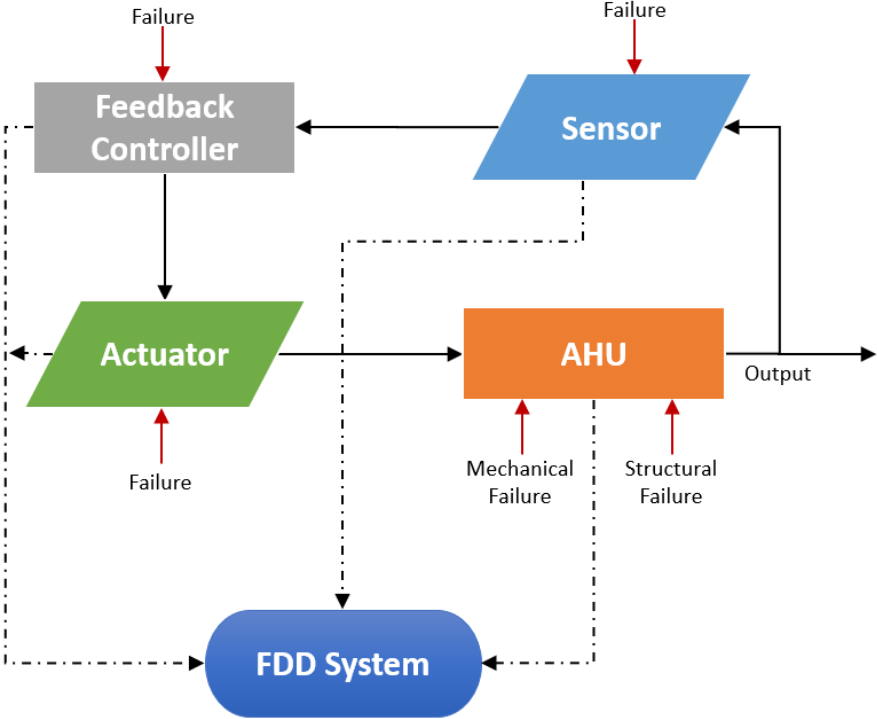 Failure
Failure
Feedback
Controller
Sensor
Actuator
AHU
Output
Failure
Mechanical
Failure
Structural
Failure
FDD System